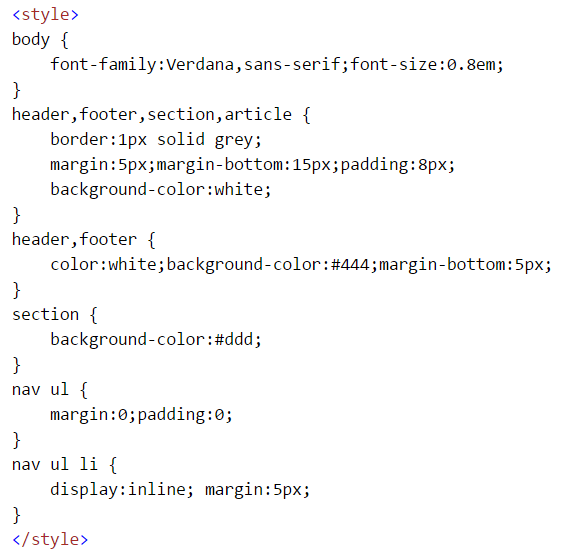 <style>
body {
    font-family:Verdana,sans-serif;font-size:0.8em;
}
header,footer,section,article {
    border:1px solid grey;
    margin:5px;margin-bottom:15px;padding:8px;
    background-color:white;
}
header,footer {
    color:white;background-color:#444;margin-bottom:5px;
}
section {
    background-color:#ddd;
}
nav ul {
    margin:0;padding:0;
}
nav ul li {
    display:inline; margin:5px;
}
</style>